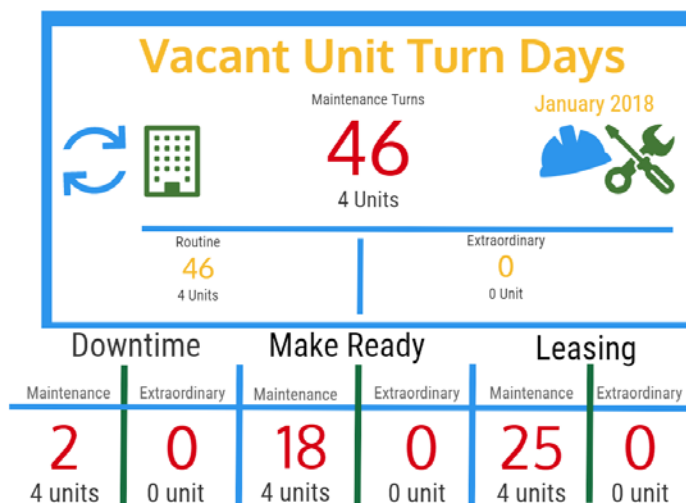 Vacant Unit Turn Days
Maintenance Turns
January 2018
46
4 Units
Routine
Extraordinary
46
0
4 Units
0 Unit
Downtime
Make Ready
Leasing
Maintenance
Extraordinary
Maintenance
Extraordinary
Maintenance
Extraordinary
2
0
18
0
25
0
4 units
0 unit
4 units
0 unit
4 units
0 unit